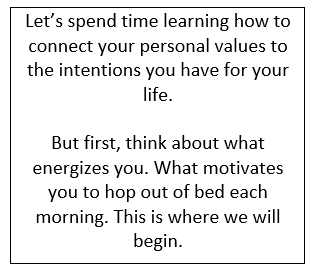 Let's spend time learning how to
connect your personal values to
the intentions you have for your
life.
But first, think about what
energizes you. What motivates
you to hop out of bed each
morning. This is where we will
begin.